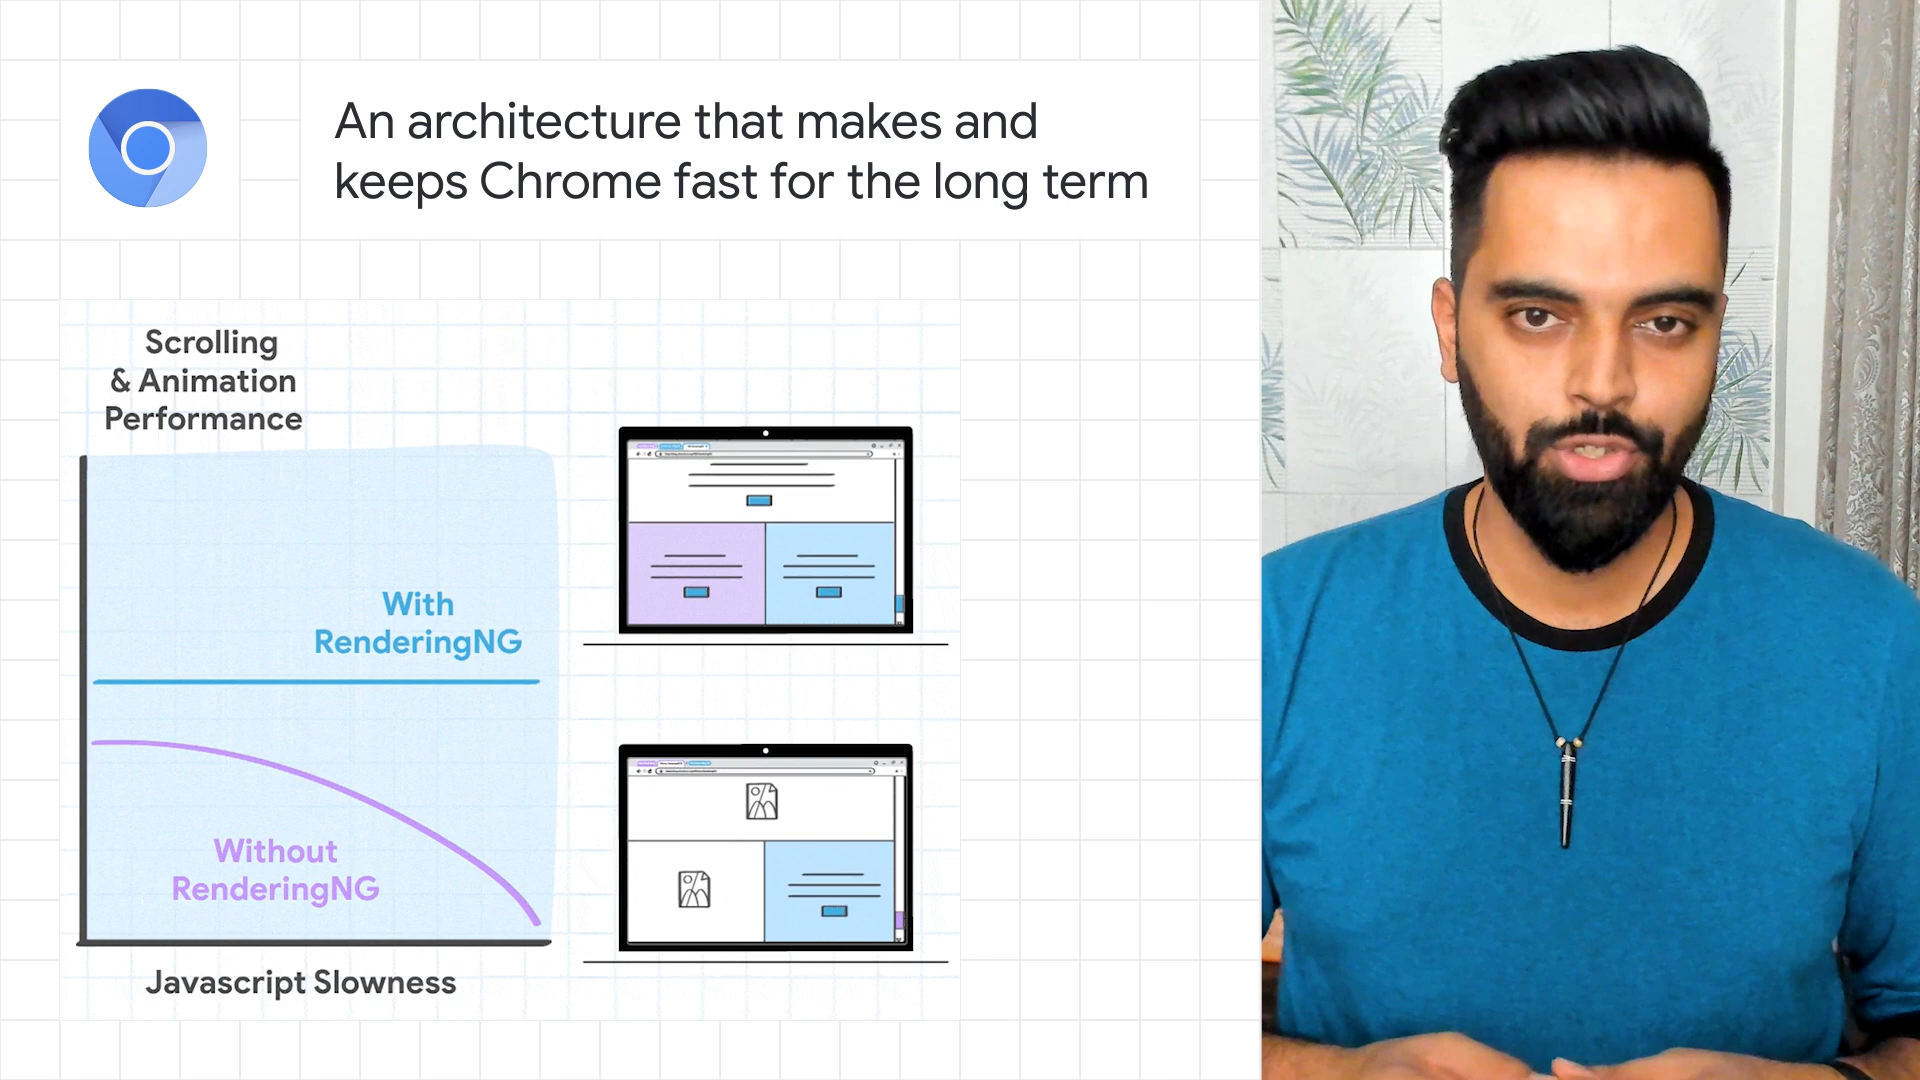 An architecture that makes and
keeps Chrome fast for the long term
Scrolling
& Animation
Performance
With
RenderingNG
Without
RenderingNG
Javascript Slowness